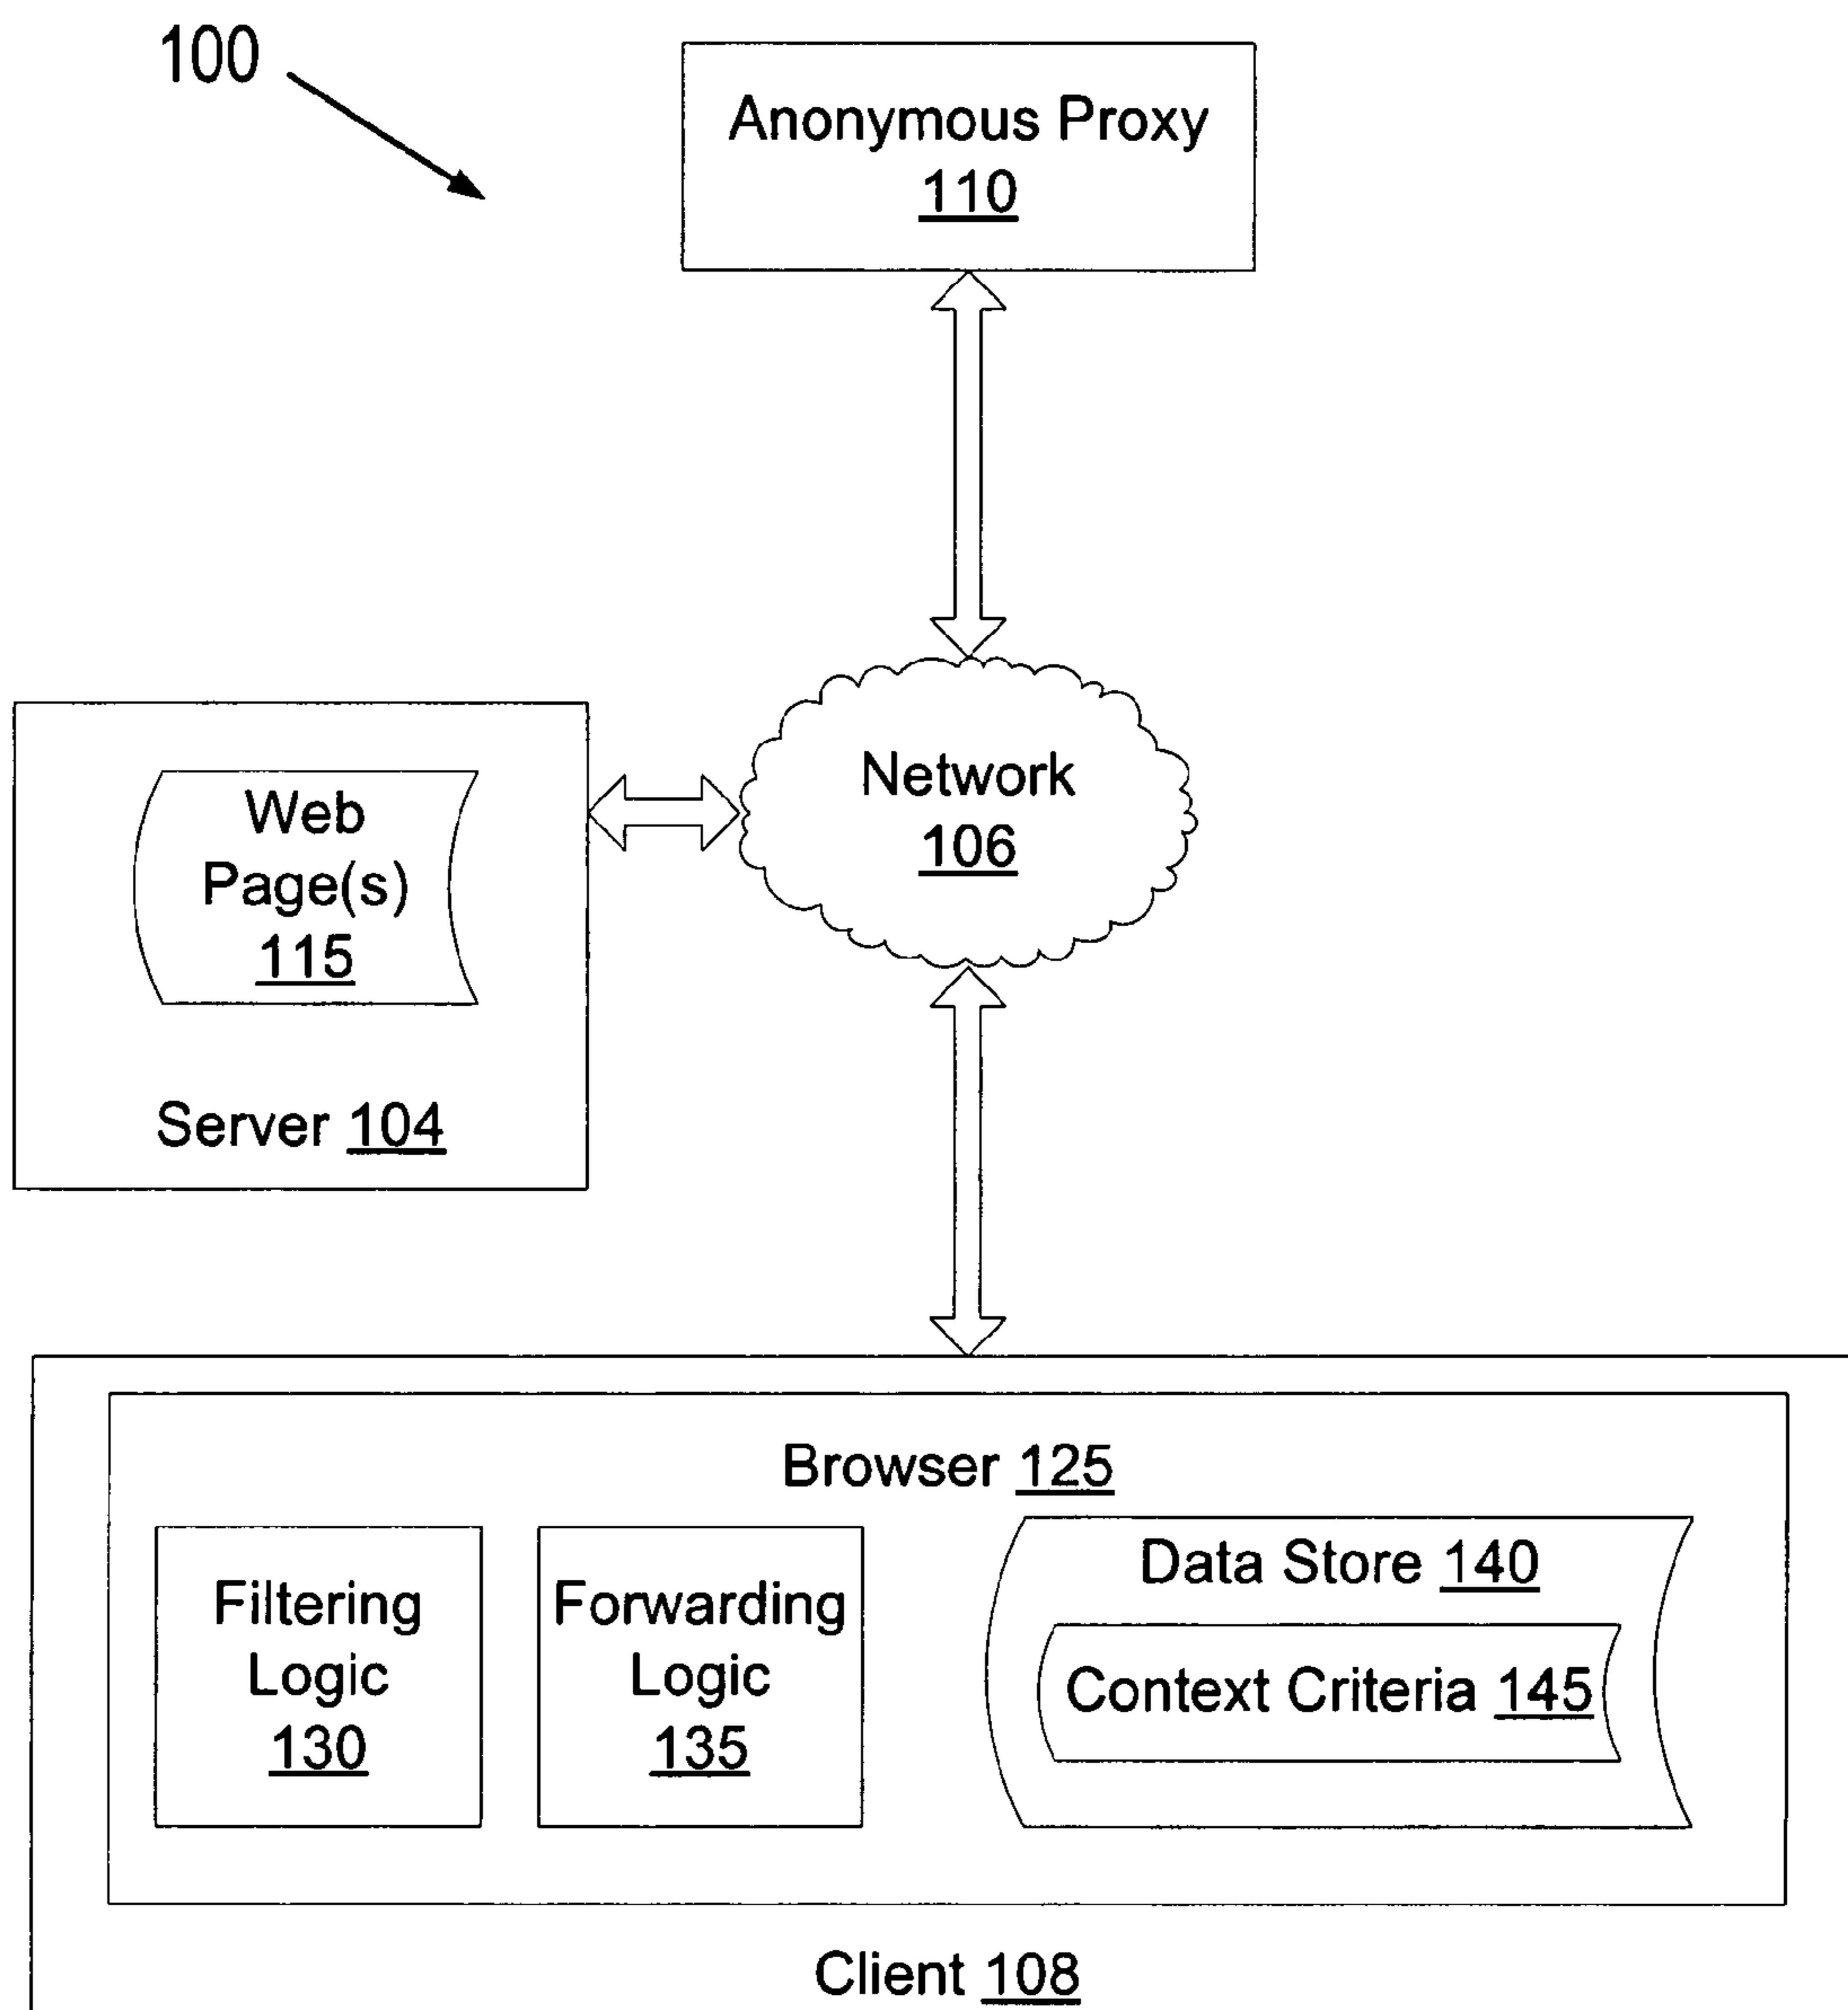 100
Anonymous Proxy
110
Network
106
Web
Page(s)
115
Server 104
Browser 125
Filtering
Logic
130
Forwarding
Logic
135
Data Store 140
Context Criteria 145
Client 108